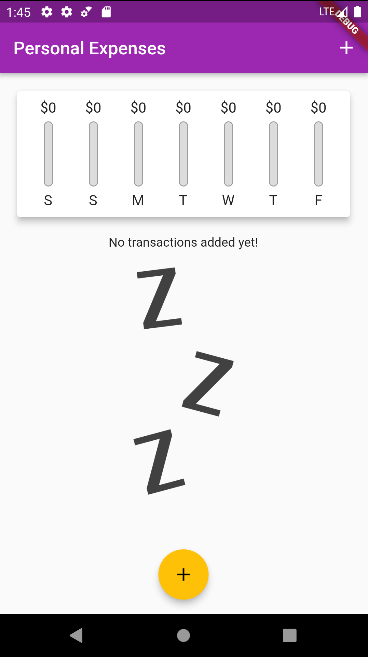 1:45 LTE
DEBUG
Personal Expenses +
$0 $0 $0 $0 $0 $0 $0
S S M T W T F
No transactions added yet!
Z
Z
Z
+